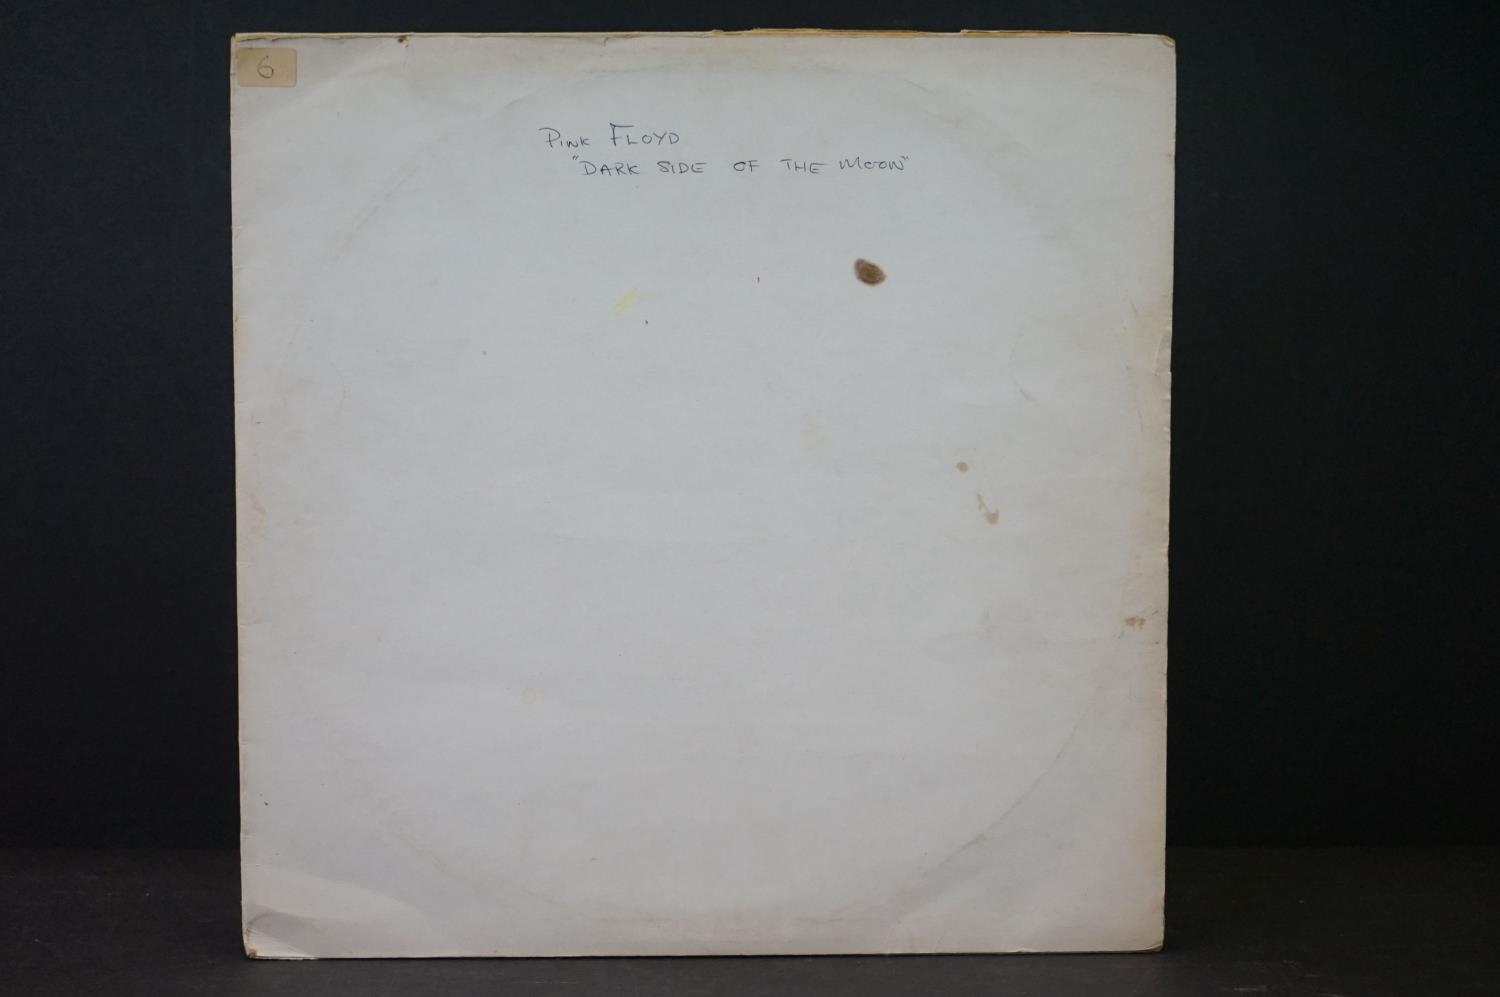 6
PINK FLOYD
"DARK SIDE OF THE MOON"